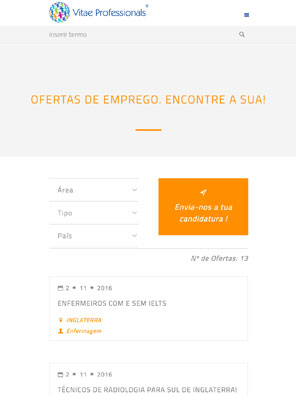 Vitae Professionals®
Inserir termo
OFERTAS DE EMPREGO. ENCONTRE A SUA!
Área
Tipo
País
Envia-nos a tua
candidatura !
Nº de Ofertas: 13
2 • 11 • 2016
ENFERMEIROS COM E SEM IELTS
INGLATERRA
Enfermagem
2 • 11 • 2016
TÉCNICOS DE RADIOLOGIA PARA SUL DE INGLATERRA!